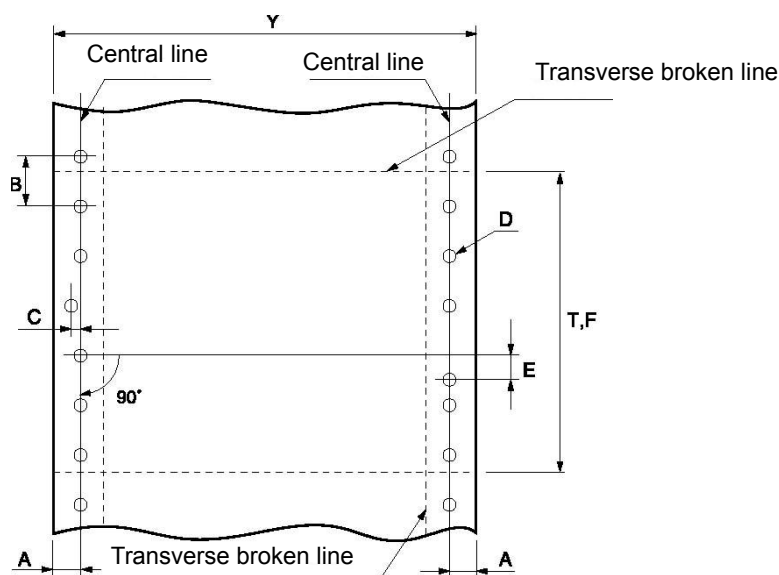 Y
Central line
Central line
Transverse broken line
B
D
C
T,F
E
90°
A
Transverse broken line
A